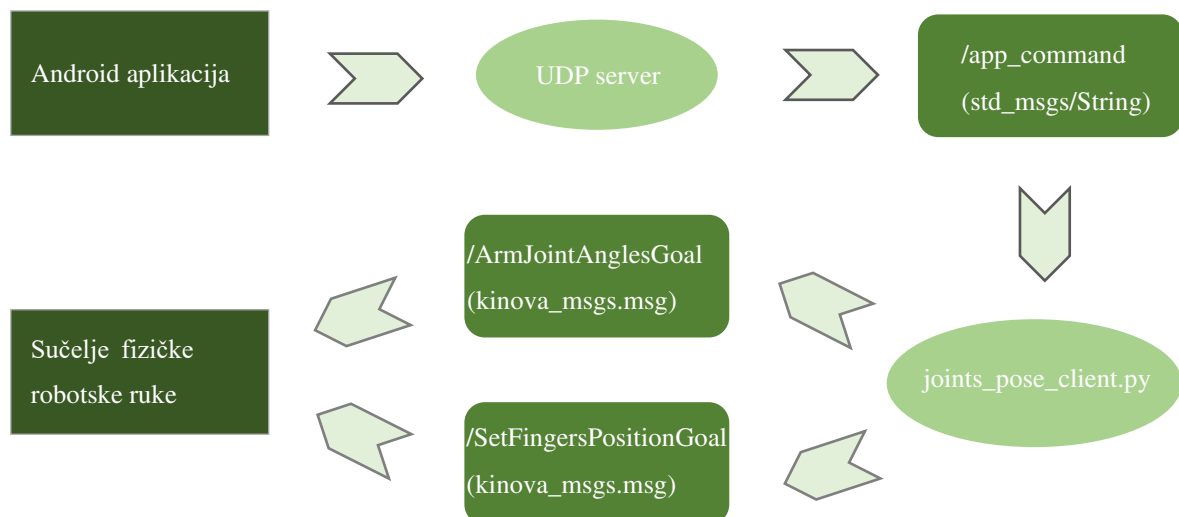 Android aplikacija
UDP server
/app_command
(std_msgs/String)
/ArmJointAnglesGoal
(kinova_msgs.msg)
Sučelje fizičke
robotske ruke
joints_pose_client.py
/SetFingersPositionGoal
(kinova_msgs.msg)